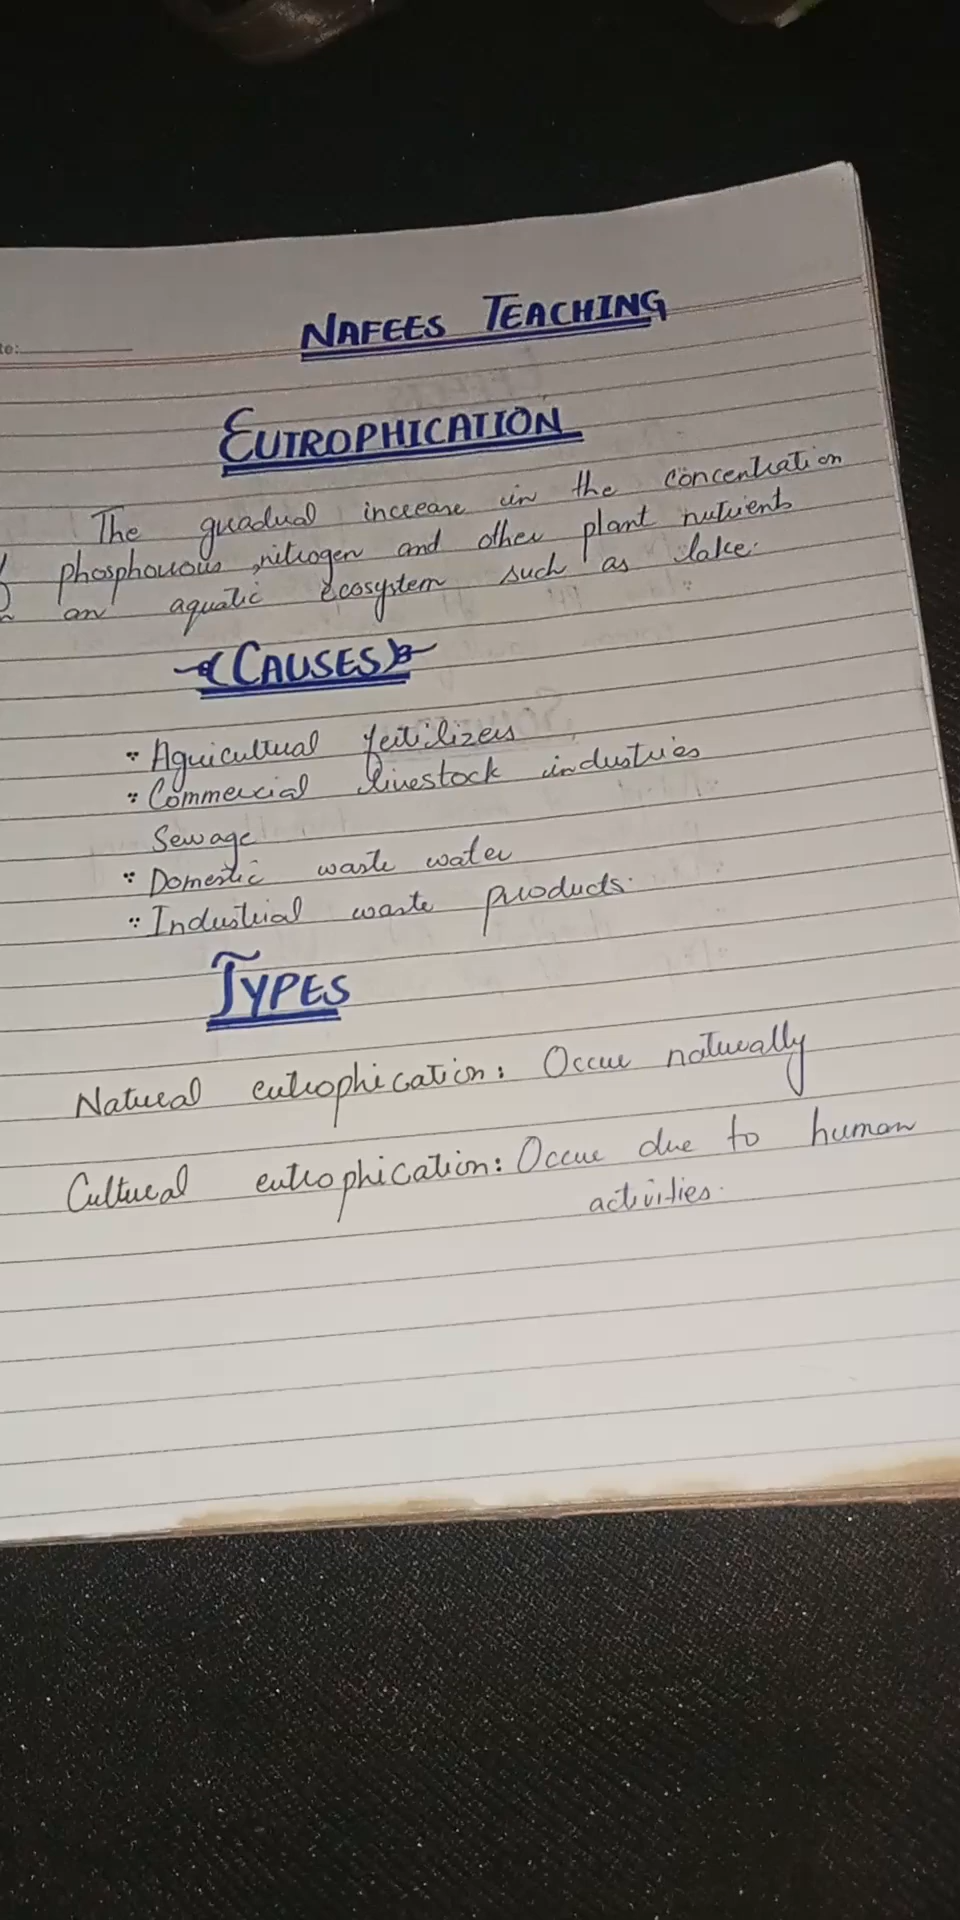 te:
NAFEES TEACHING
EUTROPHICATION
The gradual increase in the concentration
phosphorous, nitrogen and other plant nutrients
an aquatic ecosystem such as lake.
CAUSES
Agricultural fertilizers
Commercial livestock industries
Sewage
Domestic waste water
Industrial waste products.
TYPES
Natural eutrophication: Occur naturally
Cultural eutrophication: Occur due to human
activities.